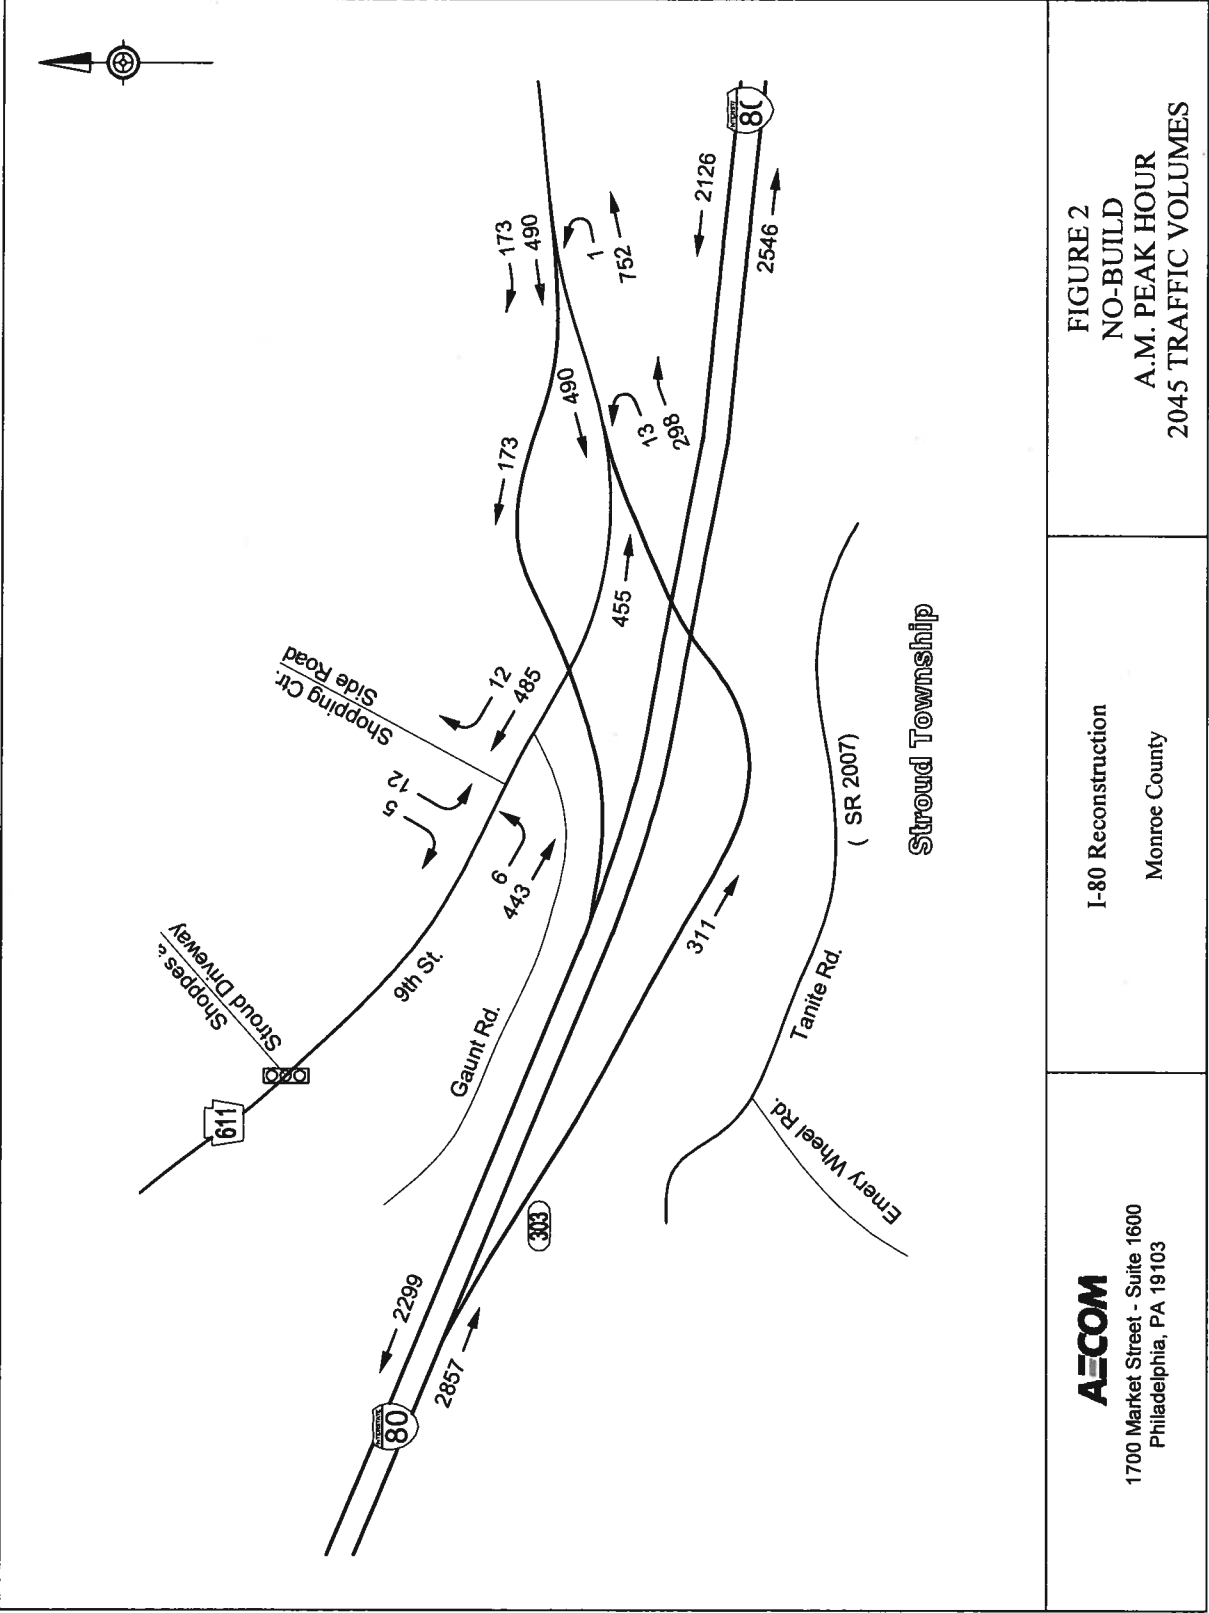 611
Shoppes &
Stroud Driveway
9th St.
Gaunt Rd.
Shopping Ctr.
Side Road
5
12
12
485
6
443
173
490
173
490
1
752
13
298
455
2126
2546
INTERSTATE
80
INTERSTATE
80
2299
2857
303
311
Tanite Rd.
( SR 2007)
Emery Wheel Rd.
Stroud Township
AECOM
1700 Market Street - Suite 1600
Philadelphia, PA 19103
I-80 Reconstruction
Monroe County
FIGURE 2
NO-BUILD
A.M. PEAK HOUR
2045 TRAFFIC VOLUMES